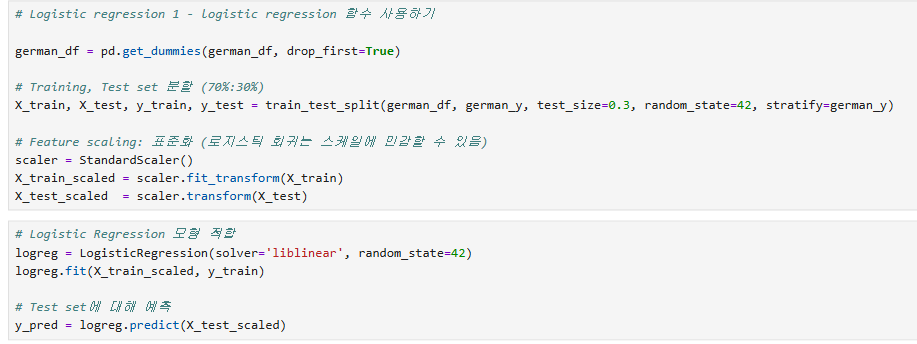 # Logistic regression 1 - logistic regression 함수 사용하기
german_df = pd.get_dummies(german_df, drop_first=True)
# Training, Test set 분할 (70%:30%)
X_train, X_test, y_train, y_test = train_test_split(german_df, german_y, test_size=0.3, random_state=42, stratify=german_y)
# Feature scaling: 표준화 (로지스틱 회귀는 스케일에 민감할 수 있음)
scaler = StandardScaler()
X_train_scaled = scaler.fit_transform(X_train)
X_test_scaled  = scaler.transform(X_test)
# Logistic Regression 모형 적합
logreg = LogisticRegression(solver='liblinear', random_state=42)
logreg.fit(X_train_scaled, y_train)
# Test set에 대해 예측
y_pred = logreg.predict(X_test_scaled)